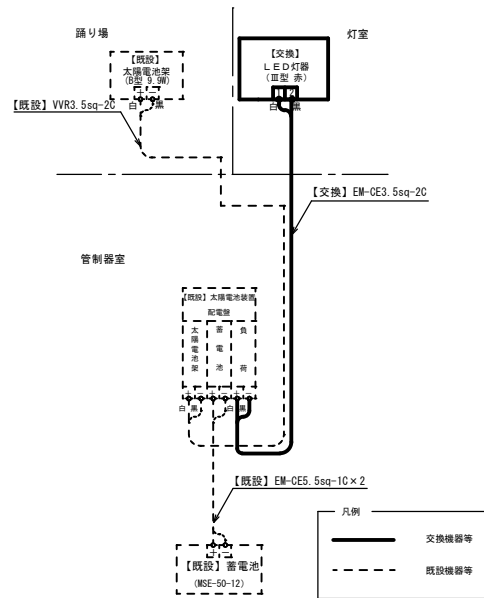 踊り場
灯室
【既設】
太陽電池架
(B型 9.9W)
+ -
白 黒
【交換】
LED灯器
(Ⅲ型 赤)
1 2
白 黒
【既設】VVR3.5sq-2C
【交換】EM-CE3.5sq-2C
管制器室
【既設】太陽電池装置
配電盤
太陽電池架
蓄電池
負荷
+ - + - + -
白 黒 白 黒
【既設】EM-CE5.5sq-1C×2
+ -
【既設】蓄電池
(MSE-50-12)
凡例
交換機器等
既設機器等